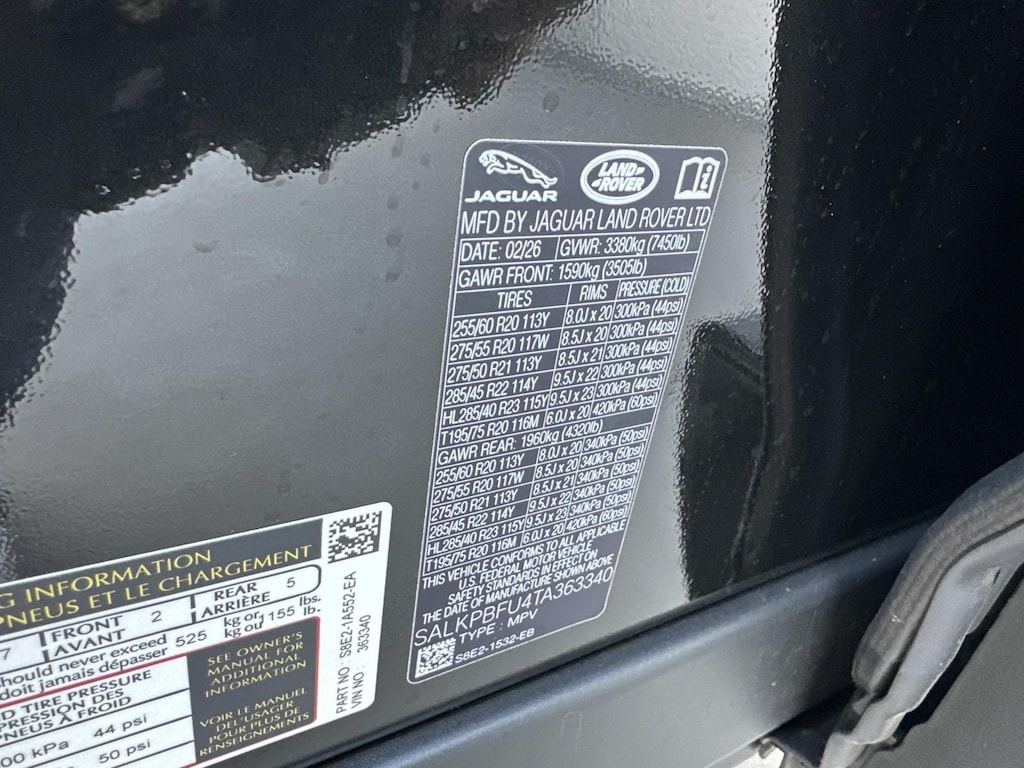 JAGUAR
LAND ROVER
MFD BY JAGUAR LAND ROVER LTD
DATE: 02/26 GVWR: 3380kg (7450lb)
GAWR FRONT: 1590kg (3505lb)
TIRES RIMS PRESSURE (COLD)
255/60 R20 113Y 8.0J x 20 300kPa (44psi)
275/55 R20 117W 8.5J x 20 300kPa (44psi)
275/50 R21 113Y 8.5J x 21 300kPa (44psi)
285/45 R22 114Y 9.5J x 22 300kPa (44psi)
HL285/40 R23 115Y 9.5J x 23 300kPa (44psi)
T195/75 R20 116M 6.0J x 20 420kPa (60psi)
GAWR REAR: 1960kg (4320lb)
255/60 R20 113Y 8.0J x 20 340kPa (50psi)
275/55 R20 117W 8.5J x 20 340kPa (50psi)
275/50 R21 113Y 8.5J x 21 340kPa (50psi)
285/45 R22 114Y 9.5J x 22 340kPa (50psi)
HL285/40 R23 115Y 9.5J x 23 340kPa (50psi)
T195/75 R20 116M 6.0J x 20 420kPa (60psi)
THIS VEHICLE CONFORMS TO ALL APPLICABLE
U.S. FEDERAL MOTOR VEHICLE
SAFETY STANDARDS IN EFFECT ON
THE DATE OF MANUFACTURE SHOWN ABOVE
SALKPBFU4TA363340
TYPE : MPV
S8E2-1532-EB
G INFORMATION
PNEUS ET LE CHARGEMENT
7 FRONT 2 REAR 5
AVANT ARRIÈRE
should never exceed 525 kg or 155 lbs.
doit jamais dépasser kg ou lb.
D TIRE PRESSURE
PRESSION DES
PNEUS À FROID
00 kPa 44 psi
50 psi
SEE OWNER'S
MANUAL FOR
ADDITIONAL
INFORMATION
VOIR LE MANUEL
DEL'USAGER
POUR PLUS DE
RENSEIGNEMENTS
PART NO : S8E2-1A552-EA
VIN NO : 363340